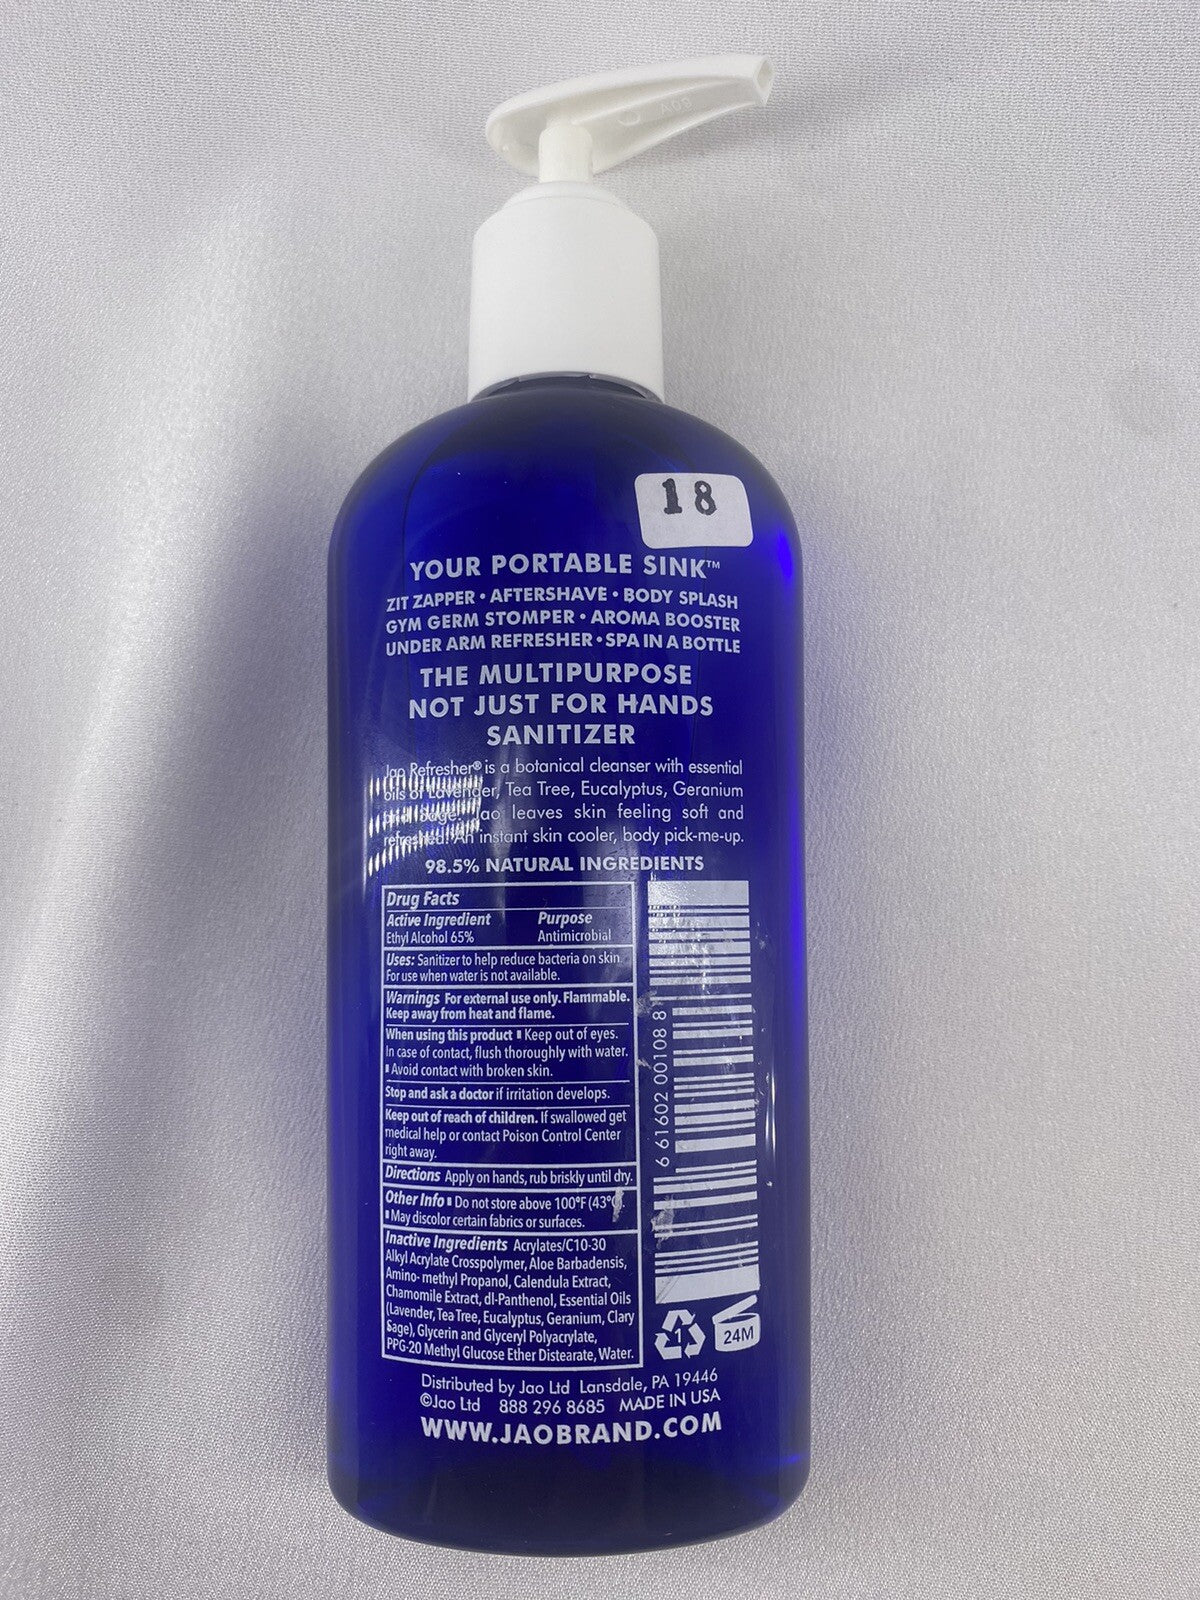 18
YOUR PORTABLE SINK™
ZIT ZAPPER • AFTERSHAVE • BODY SPLASH
GYM GERM STOMPER • AROMA BOOSTER
UNDER ARM REFRESHER • SPA IN A BOTTLE
THE MULTIPURPOSE
NOT JUST FOR HANDS
SANITIZER
Jao Refresher® is a botanical cleanser with essential
oils of Lavender, Tea Tree, Eucalyptus, Geranium
and Sage. Jao leaves skin feeling soft and
refreshed. An instant skin cooler, body pick-me-up.
98.5% NATURAL INGREDIENTS
Drug Facts
Active Ingredient Purpose
Ethyl Alcohol 65% Antimicrobial
Uses: Sanitizer to help reduce bacteria on skin.
For use when water is not available.
Warnings For external use only. Flammable.
Keep away from heat and flame.
When using this product ▪ Keep out of eyes.
In case of contact, flush thoroughly with water.
▪ Avoid contact with broken skin.
Stop and ask a doctor if irritation develops.
Keep out of reach of children. If swallowed get
medical help or contact Poison Control Center
right away.
Directions Apply on hands, rub briskly until dry.
Other Info ▪ Do not store above 100°F (43°C).
▪ May discolor certain fabrics or surfaces.
Inactive Ingredients Acrylates/C10-30
Alkyl Acrylate Crosspolymer, Aloe Barbadensis,
Amino- methyl Propanol, Calendula Extract,
Chamomile Extract, dl-Panthenol, Essential Oils
(Lavender, Tea Tree, Eucalyptus, Geranium, Clary
Sage), Glycerin and Glyceryl Polyacrylate,
PPG-20 Methyl Glucose Ether Distearate, Water.
6 61602 00108 8
1
24M
Distributed by Jao Ltd Lansdale, PA 19446
©Jao Ltd 888 296 8685 MADE IN USA
WWW.JAOBRAND.COM